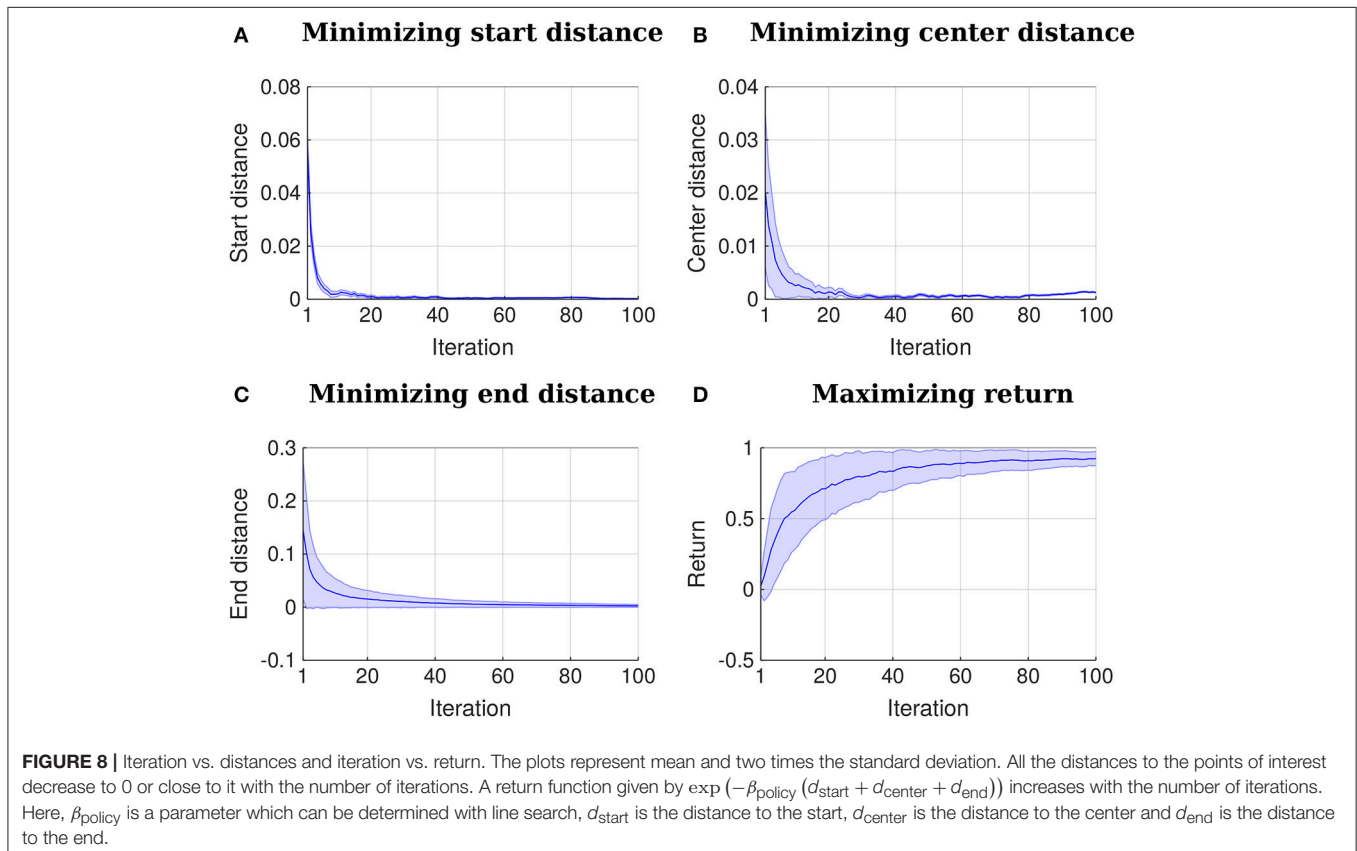 A Minimizing start distance
0.08
0.06
0.04
0.02
0
Start distance
1 20 40 60 80 100
Iteration
B Minimizing center distance
0.04
0.03
0.02
0.01
0
Center distance
1 20 40 60 80 100
Iteration
C Minimizing end distance
0.3
0.2
0.1
0
-0.1
End distance
1 20 40 60 80 100
Iteration
D Maximizing return
1
0.5
0
-0.5
Return
1 20 40 60 80 100
Iteration
FIGURE 8 | Iteration vs. distances and iteration vs. return. The plots represent mean and two times the standard deviation. All the distances to the points of interest
decrease to 0 or close to it with the number of iterations. A return function given by exp (−β_policy (d_start + d_center + d_end)) increases with the number of iterations.
Here, β_policy is a parameter which can be determined with line search, d_start is the distance to the start, d_center is the distance to the center and d_end is the distance
to the end.